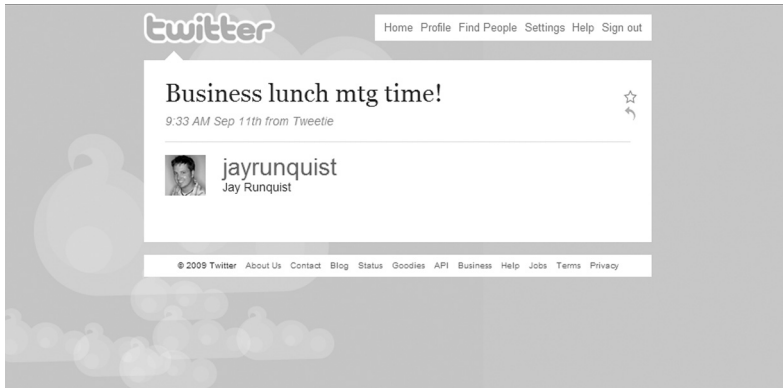 twitter
Home Profile Find People Settings Help Sign out
Business lunch mtg time!
9:33 AM Sep 11th from Tweetie
jayrunquist
Jay Runquist
© 2009 Twitter About Us Contact Blog Status Goodies API Business Help Jobs Terms Privacy